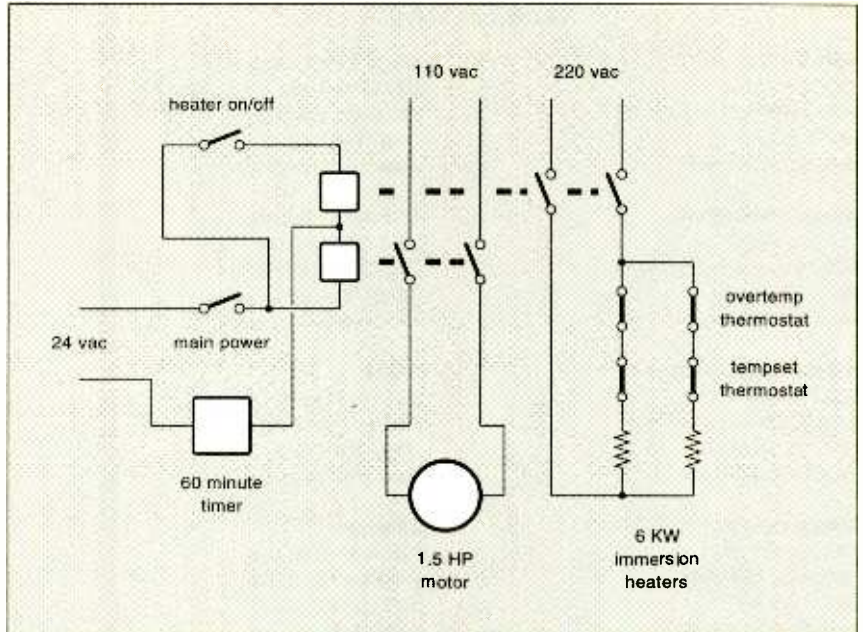 110 vac
220 vac
heater on/off
overtemp
thermostat
24 vac
main power
tempset
thermostat
60 minute
timer
1.5 HP
motor
6 KW
immersion
heaters